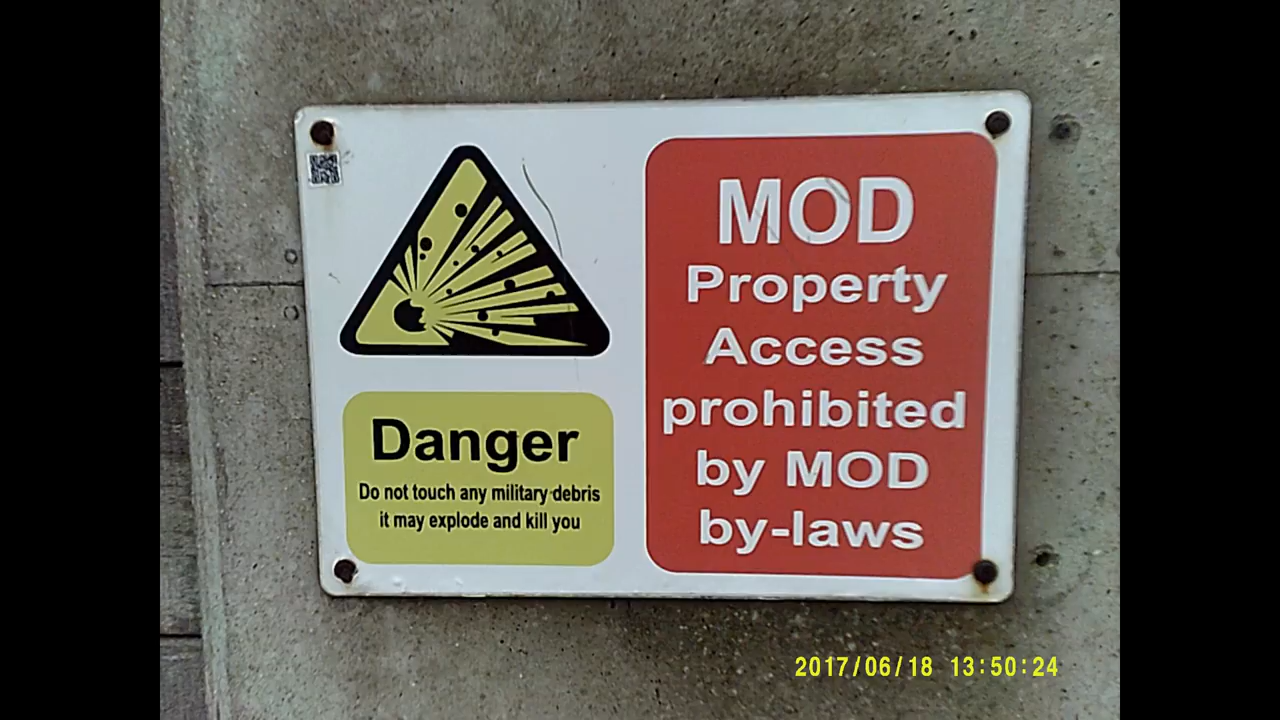 Danger
Do not touch any military debris
it may explode and kill you
MOD
Property
Access
prohibited
by MOD
by-laws
2017/06/18 13:50:24